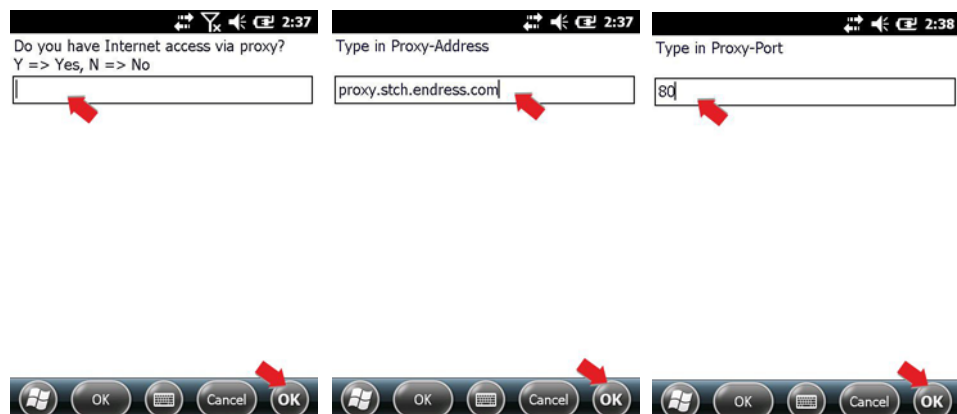 2:37
Do you have Internet access via proxy?
Y => Yes, N => No
OK
Cancel
OK
2:37
Type in Proxy-Address
proxy.stch.endress.com
OK
Cancel
OK
2:38
Type in Proxy-Port
80
OK
Cancel
OK